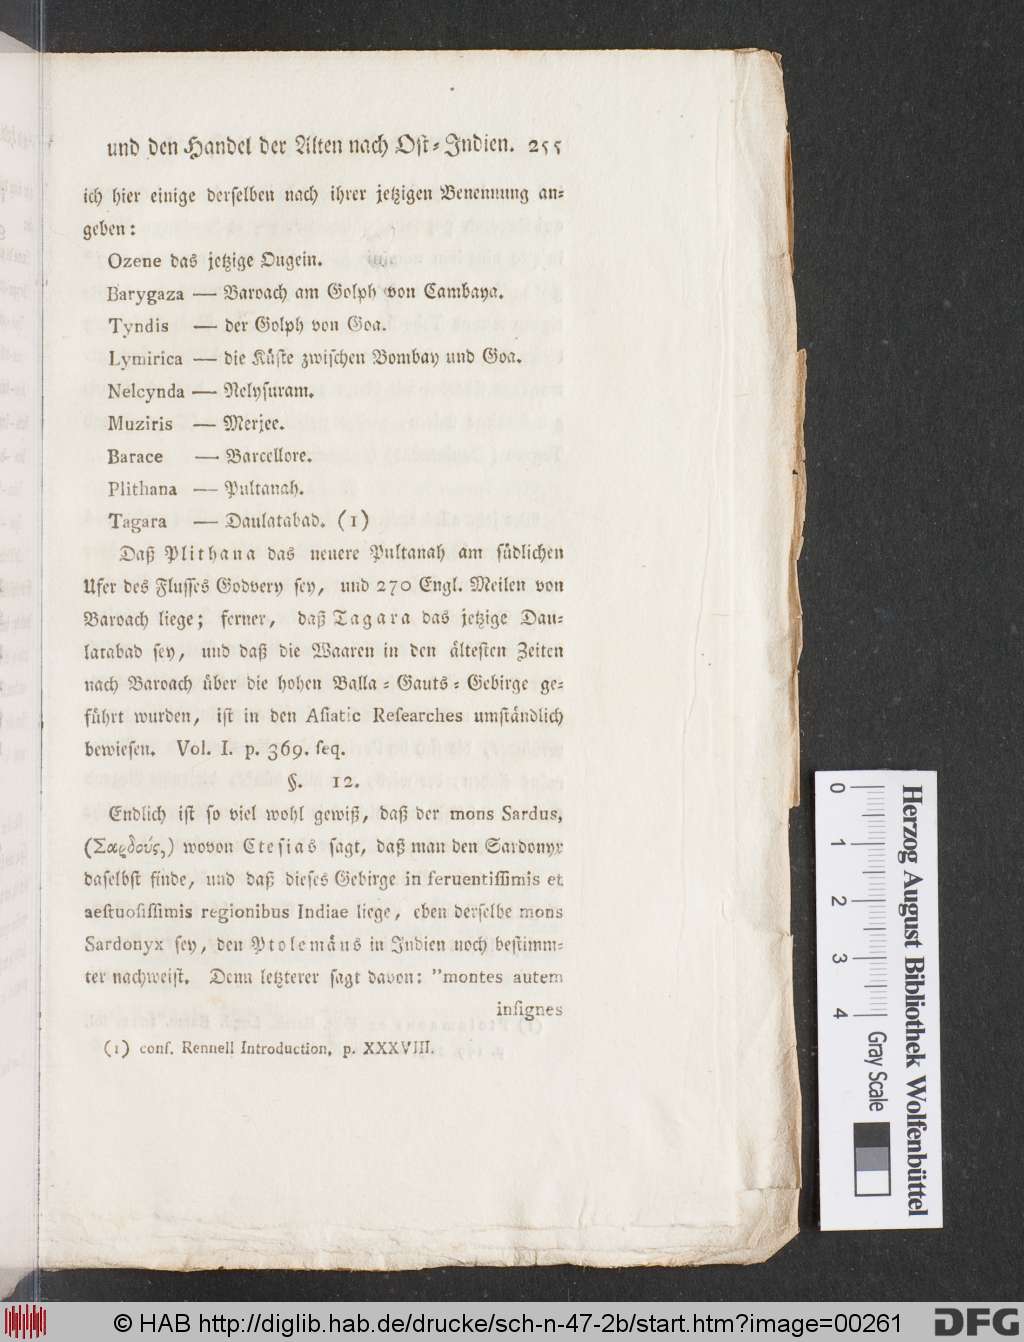 und den Handel der Alten nach Ost-Indien. 255
ich hier einige derselben nach ihrer jetzigen Benennung an-
geben:
Ozene das jetzige Ougein.
Barygaza — Baroach am Golph von Cambaya.
Tyndis — der Golph von Goa.
Lymirica — die Küste zwischen Bombay und Goa.
Nelcynda — Nelysuram.
Muziris — Merjee.
Barace — Barcellore.
Plithana — Pultanah.
Tagara — Daulatabad. (1)
Daß Plithana das neuere Pultanah am südlichen
Ufer des Flusses Godvery sey, und 270 Engl. Meilen von
Baroach liege; ferner, daß Tagara das jetzige Dau-
latabad sey, und daß die Waaren in den ältesten Zeiten
nach Baroach über die hohen Balla-Gauts-Gebirge ge-
führt wurden, ist in den Asiatic Researches umständlich
bewiesen. Vol. I. p. 369. seq.
§. 12.
Endlich ist so viel wohl gewiß, daß der mons Sardus,
(Σαρδούς,) wovon Ctesias sagt, daß man den Sardonyx
daselbst finde, und daß dieses Gebirge in feruentissimis et
aestuosissimis regionibus Indiae liege, eben derselbe mons
Sardonyx sey, den Ptolemäus in Indien noch bestimm-
ter nachweist. Denn letzterer sagt davon: "montes autem
insignes
(1) conf. Rennell Introduction, p. XXXVIII.
0 1 2 3 4
Gray Scale
Herzog August Bibliothek Wolfenbüttel
© HAB http://diglib.hab.de/drucke/sch-n-47-2b/start.htm?image=00261
DFG